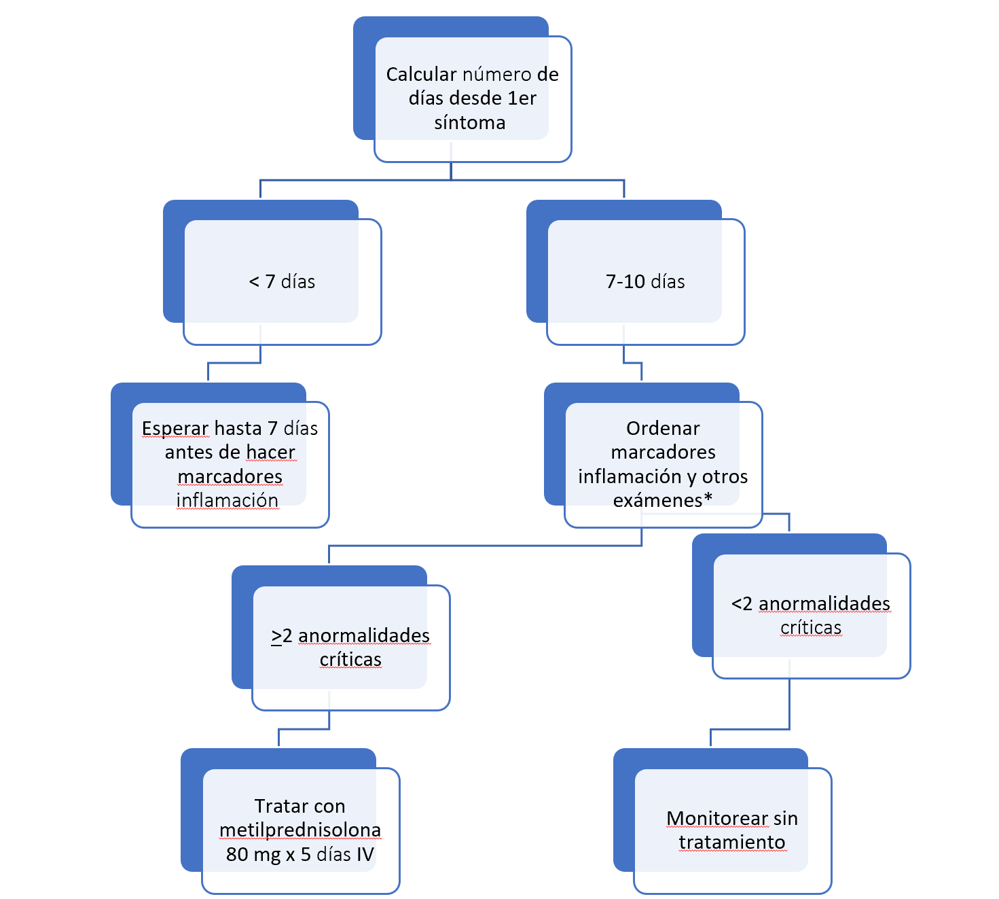 Calcular número de
días desde 1er
síntoma
< 7 días
7-10 días
Esperar hasta 7 días
antes de hacer
marcadores
inflamación
Ordenar
marcadores
inflamación y otros
exámenes*
≥2 anormalidades
críticas
<2 anormalidades
críticas
Tratar con
metilprednisolona
80 mg x 5 días IV
Monitorear sin
tratamiento